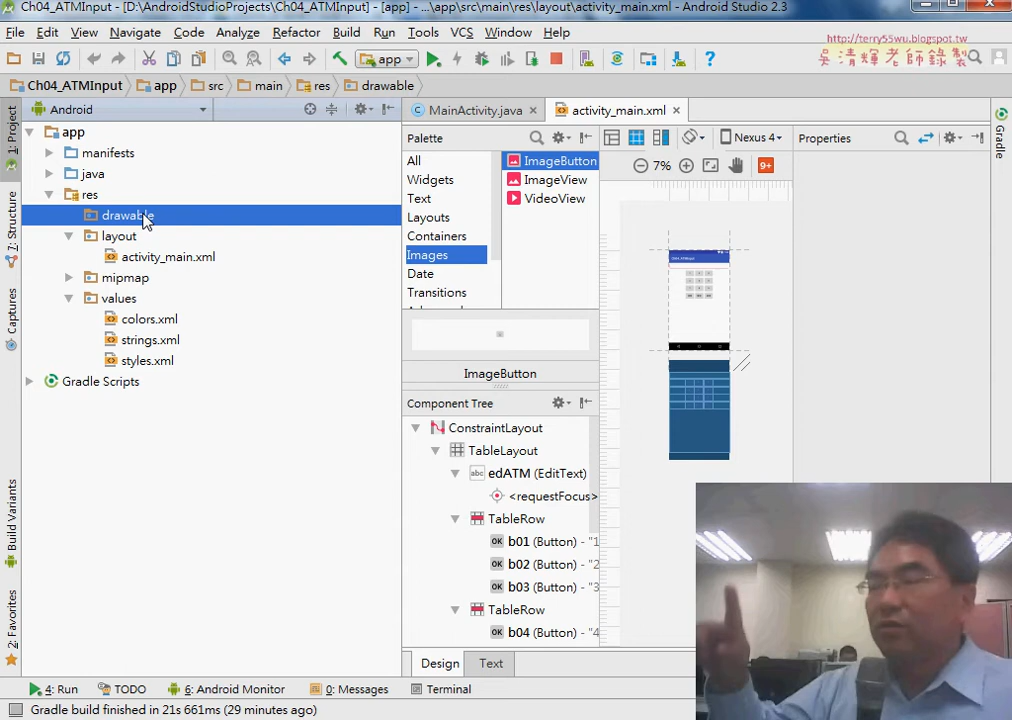 Ch04_ATMInput - [D:\AndroidStudioProjects\Ch04_ATMInput] - [app] - ...\app\src\main\res\layout\activity_main.xml - Android Studio 2.3
File Edit View Navigate Code Analyze Refactor Build Run Tools VCS Window Help
http://terry55wu.blogspot.tw
吳清輝老師錄製
app
Ch04_ATMInput app src main res drawable
1: Project
7: Structure
Captures
Build Variants
2: Favorites
Android
app
manifests
java
res
drawable
layout
activity_main.xml
mipmap
values
colors.xml
strings.xml
styles.xml
Gradle Scripts
MainActivity.java
activity_main.xml
Palette
All
Widgets
Text
Layouts
Containers
Images
Date
Transitions
ImageButton
ImageView
VideoView
ImageButton
Nexus 4
7%
9+
Properties
Gradle
Component Tree
ConstraintLayout
TableLayout
edATM (EditText)
<requestFocus>
TableRow
OK b01 (Button) - "1
OK b02 (Button) - "2
OK b03 (Button) - "3
TableRow
OK b04 (Button) - "4
Design Text
4: Run TODO 6: Android Monitor 0: Messages Terminal
Gradle build finished in 21s 661ms (29 minutes ago)